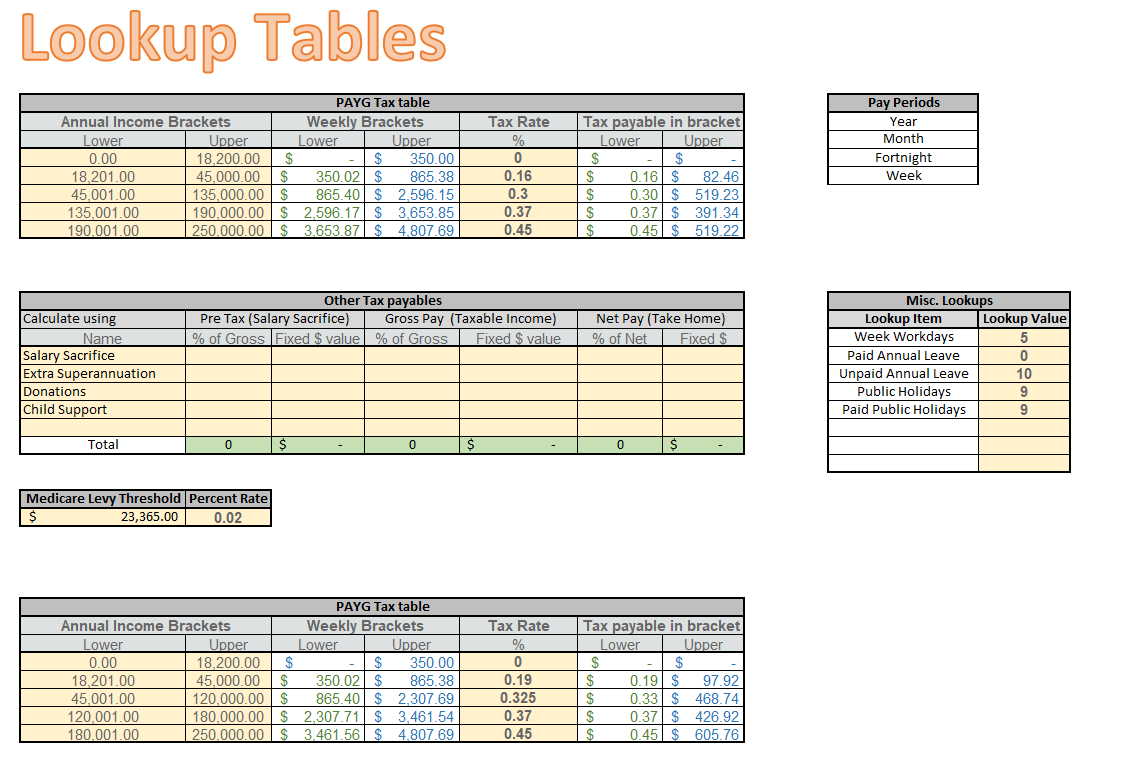 Lookup Tables
PAYG Tax table
Annual Income Brackets Weekly Brackets Tax Rate Tax payable in bracket
Lower Upper Lower Upper % Lower Upper
0.00 18,200.00 $ - $ 350.00 0 $ - $ -
18,201.00 45,000.00 $ 350.02 $ 865.38 0.16 $ 0.16 $ 82.46
45,001.00 135,000.00 $ 865.40 $ 2,596.15 0.3 $ 0.30 $ 519.23
135,001.00 190,000.00 $ 2,596.17 $ 3,653.85 0.37 $ 0.37 $ 391.34
190,001.00 250,000.00 $ 3,653.87 $ 4,807.69 0.45 $ 0.45 $ 519.22
Pay Periods
Year
Month
Fortnight
Week
Other Tax payables
Calculate using Pre Tax (Salary Sacrifice) Gross Pay (Taxable Income) Net Pay (Take Home)
Name % of Gross Fixed $ value % of Gross Fixed $ value % of Net Fixed $
Salary Sacrifice
Extra Superannuation
Donations
Child Support
Total 0 $ - 0 $ - 0 $ -
Misc. Lookups
Lookup Item Lookup Value
Week Workdays 5
Paid Annual Leave 0
Unpaid Annual Leave 10
Public Holidays 9
Paid Public Holidays 9
Medicare Levy Threshold Percent Rate
$ 23,365.00 0.02
PAYG Tax table
Annual Income Brackets Weekly Brackets Tax Rate Tax payable in bracket
Lower Upper Lower Upper % Lower Upper
0.00 18,200.00 $ - $ 350.00 0 $ - $ -
18,201.00 45,000.00 $ 350.02 $ 865.38 0.19 $ 0.19 $ 97.92
45,001.00 120,000.00 $ 865.40 $ 2,307.69 0.325 $ 0.33 $ 468.74
120,001.00 180,000.00 $ 2,307.71 $ 3,461.54 0.37 $ 0.37 $ 426.92
180,001.00 250,000.00 $ 3,461.56 $ 4,807.69 0.45 $ 0.45 $ 605.76